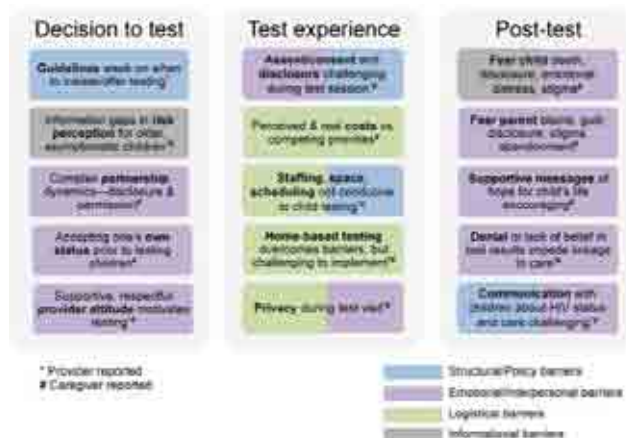 Decision to test
Guidelines weak on when
to initiate/offer testing
Information gaps in risk
perception for older,
asymptomatic children
Complex partnership
dynamics—disclosure &
permission
Accepting one's own
status prior to testing
children
Supportive, respectful
provider attitude motivates
testing
Test experience
Assent/consent and
disclosure challenging
during test session
Perceived & real costs vs
competing priorities
Staffing, space,
scheduling not conducive
to child testing
Home-based testing
overcomes barriers, but
challenging to implement
Privacy during test visit
Post-test
Fear child death,
disclosure, emotional
distress, stigma
Fear parent blame, guilt,
disclosure, stigma,
abandonment
Supportive messages of
hope for child's life
encouraging
Denial or lack of belief in
test results impede linkage
to care
Communication with
children about HIV status
and care challenging
* Provider reported
# Caregiver reported
Structural/Policy barriers
Emotional/Interpersonal barriers
Logistical barriers
Informational barriers